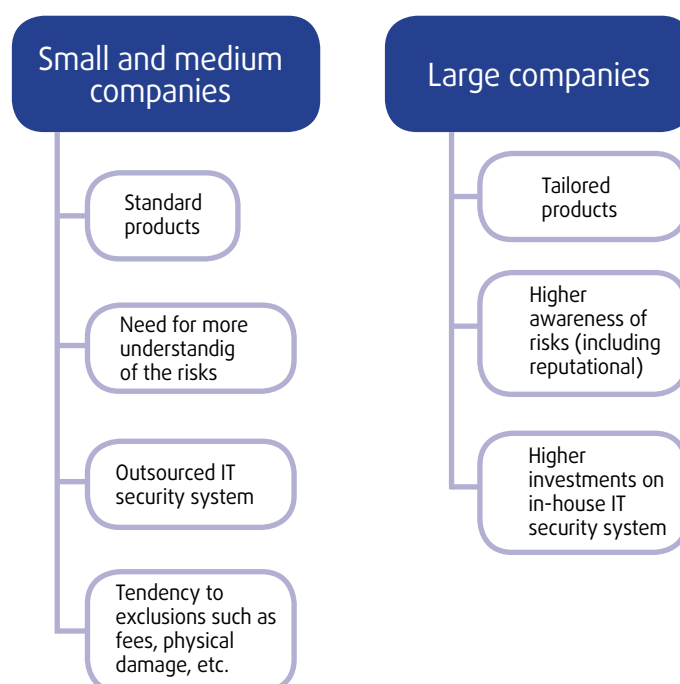 Small and medium
companies
Standard
products
Need for more
understandig
of the risks
Outsourced IT
security system
Tendency to
exclusions such as
fees, physical
damage, etc.
Large companies
Tailored
products
Higher
awareness of
risks (including
reputational)
Higher
investments on
in-house IT
security system